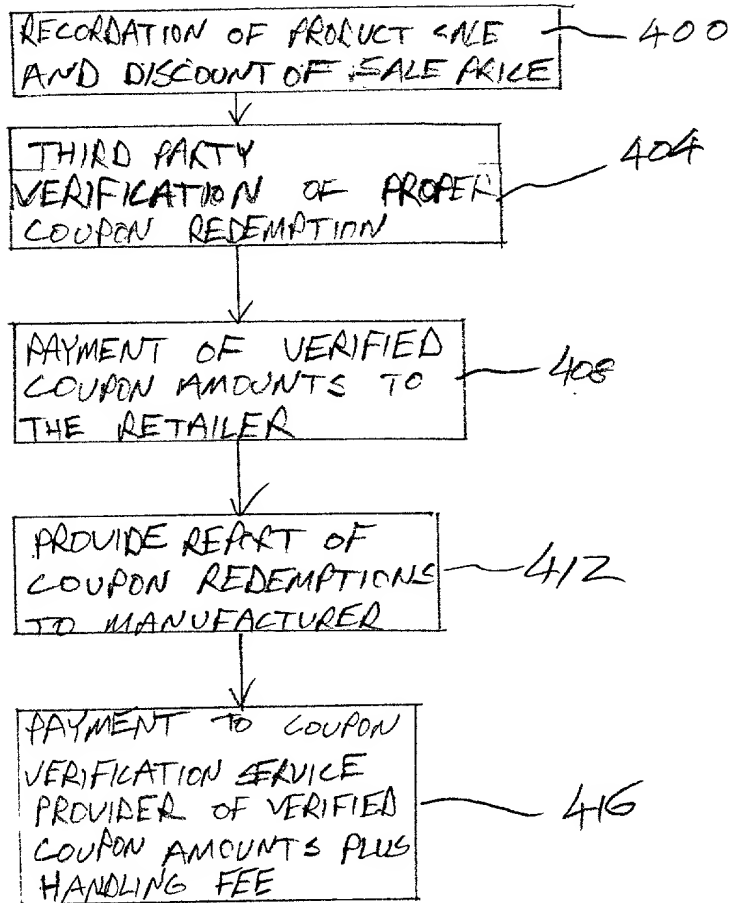 RECORDATION OF PRODUCT SALE 400
AND DISCOUNT OF SALE PRICE
THIRD PARTY 404
VERIFICATION OF PROPER
COUPON REDEMPTION
PAYMENT OF VERIFIED
COUPON AMOUNTS TO 408
THE RETAILER
PROVIDE REPORT OF
COUPON REDEMPTIONS 412
TO MANUFACTURER
PAYMENT TO COUPON
VERIFICATION SERVICE
PROVIDER OF VERIFIED 416
COUPON AMOUNTS PLUS
HANDLING FEE